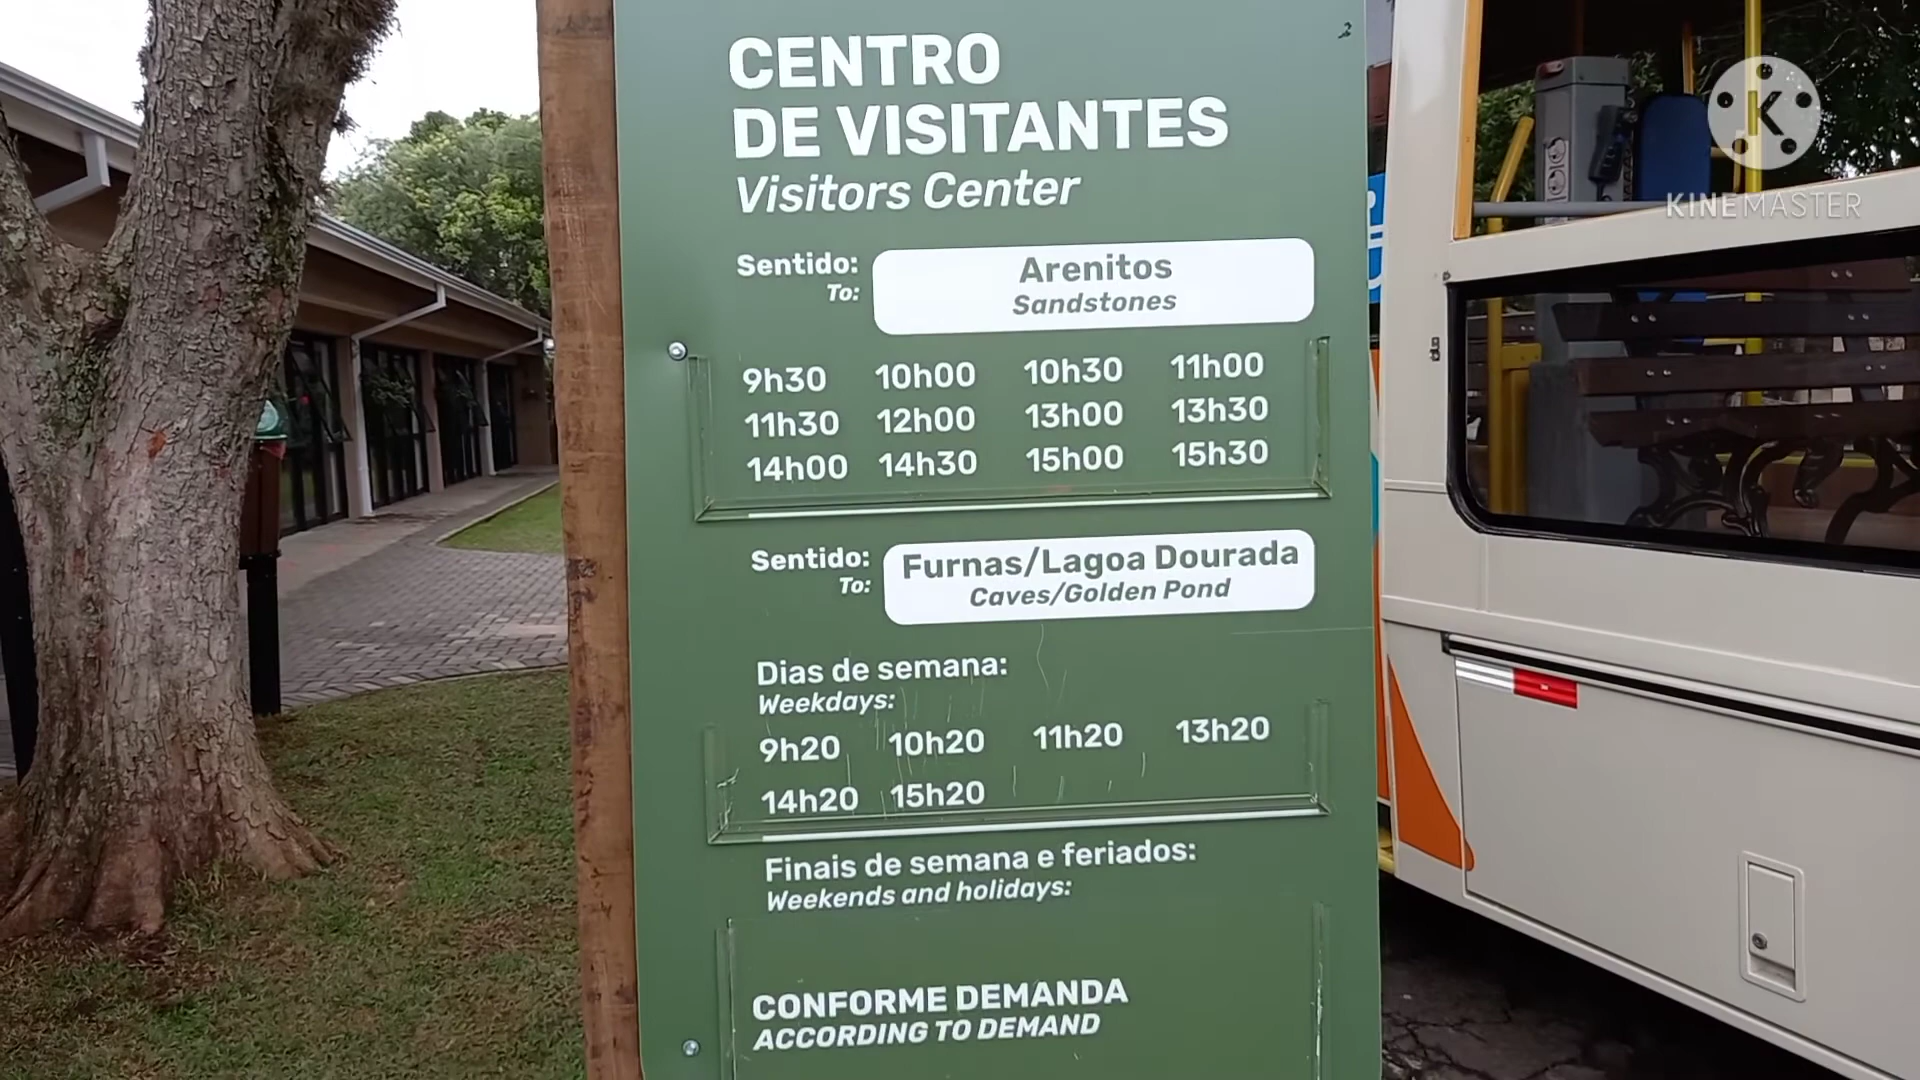 CENTRO
DE VISITANTES
Visitors Center
Sentido:
To:
Arenitos
Sandstones
9h30 10h00 10h30 11h00
11h30 12h00 13h00 13h30
14h00 14h30 15h00 15h30
Sentido:
To:
Furnas/Lagoa Dourada
Caves/Golden Pond
Dias de semana:
Weekdays:
9h20 10h20 11h20 13h20
14h20 15h20
Finais de semana e feriados:
Weekends and holidays:
CONFORME DEMANDA
ACCORDING TO DEMAND
K
KINEMASTER